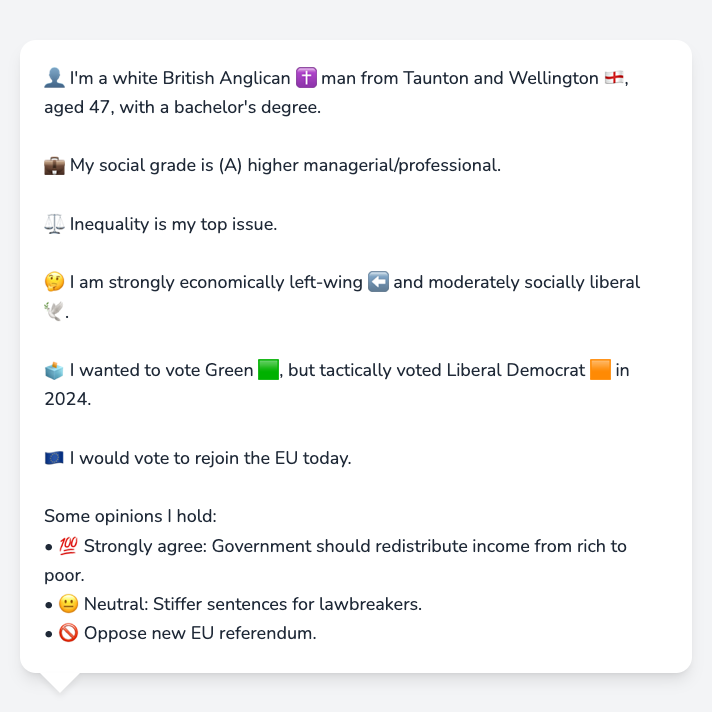 👤 I'm a white British Anglican ✝️ man from Taunton and Wellington 🏴󠁧󠁢󠁥󠁮󠁧󠁿,
aged 47, with a bachelor's degree.
💼 My social grade is (A) higher managerial/professional.
⚖️ Inequality is my top issue.
🤔 I am strongly economically left-wing ⬅️ and moderately socially liberal
🕊️.
🗳️ I wanted to vote Green 🟩, but tactically voted Liberal Democrat 🟧 in
2024.
🇪🇺 I would vote to rejoin the EU today.
Some opinions I hold:
• 💯 Strongly agree: Government should redistribute income from rich to
poor.
• 😐 Neutral: Stiffer sentences for lawbreakers.
• 🚫 Oppose new EU referendum.